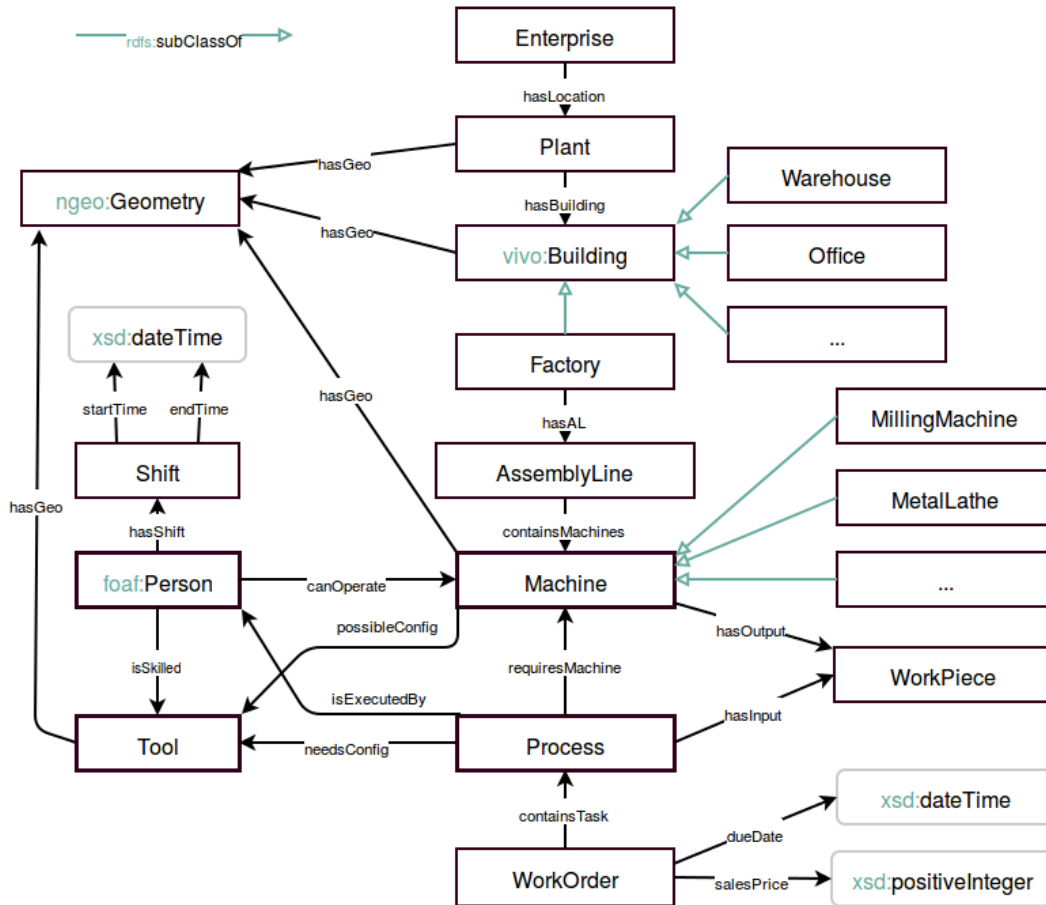 rdfs:subClassOf
Enterprise
hasLocation
Plant
hasGeo
Warehouse
ngeo:Geometry
hasBuilding
hasGeo
vivo:Building
Office
xsd:dateTime
...
Factory
hasGeo
startTime
endTime
hasAL
MillingMachine
Shift
AssemblyLine
MetalLathe
hasGeo
hasShift
containsMachines
foaf:Person
canOperate
Machine
...
possibleConfig
hasOutput
isSkilled
requiresMachine
WorkPiece
isExecutedBy
hasInput
Tool
needsConfig
Process
xsd:dateTime
containsTask
dueDate
WorkOrder
salesPrice
xsd:positiveInteger